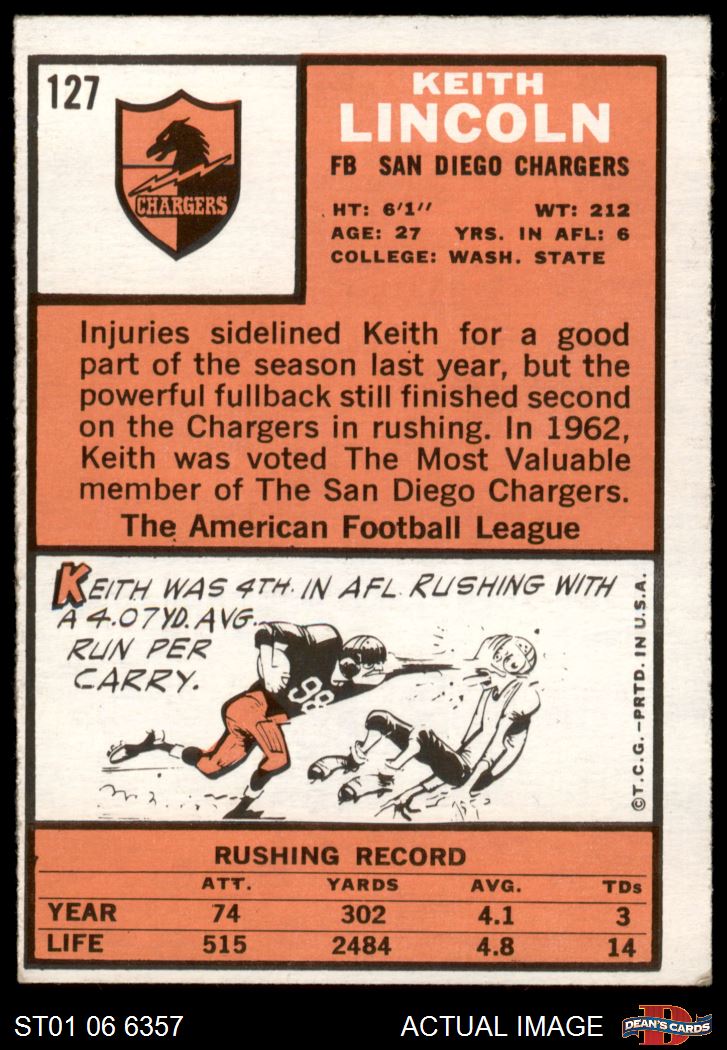 127
CHARGERS
KEITH
LINCOLN
FB SAN DIEGO CHARGERS
HT: 6'1" WT: 212
AGE: 27 YRS. IN AFL: 6
COLLEGE: WASH. STATE
Injuries sidelined Keith for a good
part of the season last year, but the
powerful fullback still finished second
on the Chargers in rushing. In 1962,
Keith was voted The Most Valuable
member of The San Diego Chargers.
The American Football League
KEITH WAS 4TH. IN AFL RUSHING WITH
A 4.07 YD. AVG.
RUN PER
CARRY.
98
©T.C.G.–PRTD. IN U.S.A.
RUSHING RECORD
ATT. YARDS AVG. TDs
YEAR 74 302 4.1 3
LIFE 515 2484 4.8 14
ST01 06 6357 ACTUAL IMAGE
D
DEAN'S CARDS